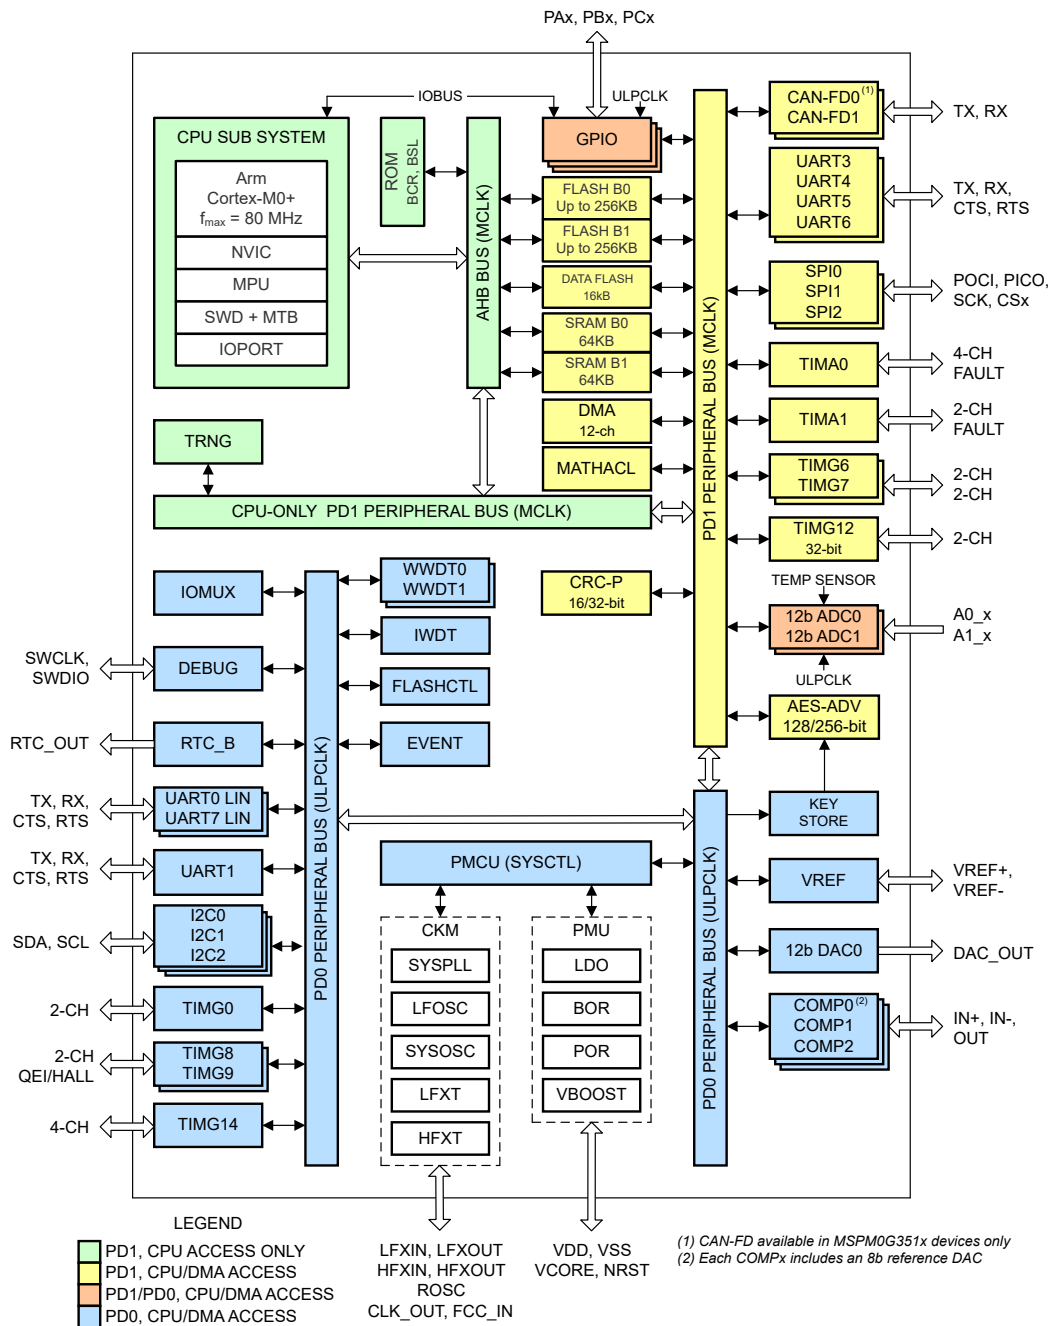 PAx, PBx, PCx
IOBUS
ULPCLK
CPU SUB SYSTEM
Arm
Cortex-M0+
fmax = 80 MHz
NVIC
MPU
SWD + MTB
IOPORT
ROM
BCR, BSL
AHB BUS (MCLK)
GPIO
FLASH B0
Up to 256KB
FLASH B1
Up to 256KB
DATA FLASH
16kB
SRAM B0
64KB
SRAM B1
64KB
DMA
12-ch
MATHACL
TRNG
CPU-ONLY PD1 PERIPHERAL BUS (MCLK)
CRC-P
16/32-bit
PD1 PERIPHERAL BUS (MCLK)
CAN-FD0 (1)
CAN-FD1
TX, RX
UART3
UART4
UART5
UART6
TX, RX,
CTS, RTS
SPI0
SPI1
SPI2
POCI, PICO,
SCK, CSx
TIMA0
4-CH
FAULT
TIMA1
2-CH
FAULT
TIMG6
TIMG7
2-CH
2-CH
TIMG12
32-bit
2-CH
TEMP SENSOR
12b ADC0
12b ADC1
A0_x
A1_x
ULPCLK
AES-ADV
128/256-bit
KEY
STORE
VREF
VREF+,
VREF-
12b DAC0
DAC_OUT
COMP0 (2)
COMP1
COMP2
IN+, IN-,
OUT
PD0 PERIPHERAL BUS (ULPCLK)
IOMUX
SWCLK,
SWDIO
DEBUG
RTC_OUT
RTC_B
TX, RX,
CTS, RTS
UART0 LIN
UART7 LIN
TX, RX,
CTS, RTS
UART1
SDA, SCL
I2C0
I2C1
I2C2
2-CH
TIMG0
2-CH
QEI/HALL
TIMG8
TIMG9
4-CH
TIMG14
PD0 PERIPHERAL BUS (ULPCLK)
WWDT0
WWDT1
IWDT
FLASHCTL
EVENT
PMCU (SYSCTL)
CKM
SYSPLL
LFOSC
SYSOSC
LFXT
HFXT
PMU
LDO
BOR
POR
VBOOST
LFXIN, LFXOUT
HFXIN, HFXOUT
ROSC
CLK_OUT, FCC_IN
VDD, VSS
VCORE, NRST
LEGEND
PD1, CPU ACCESS ONLY
PD1, CPU/DMA ACCESS
PD1/PD0, CPU/DMA ACCESS
PD0, CPU/DMA ACCESS
(1) CAN-FD available in MSPM0G351x devices only
(2) Each COMPx includes an 8b reference DAC